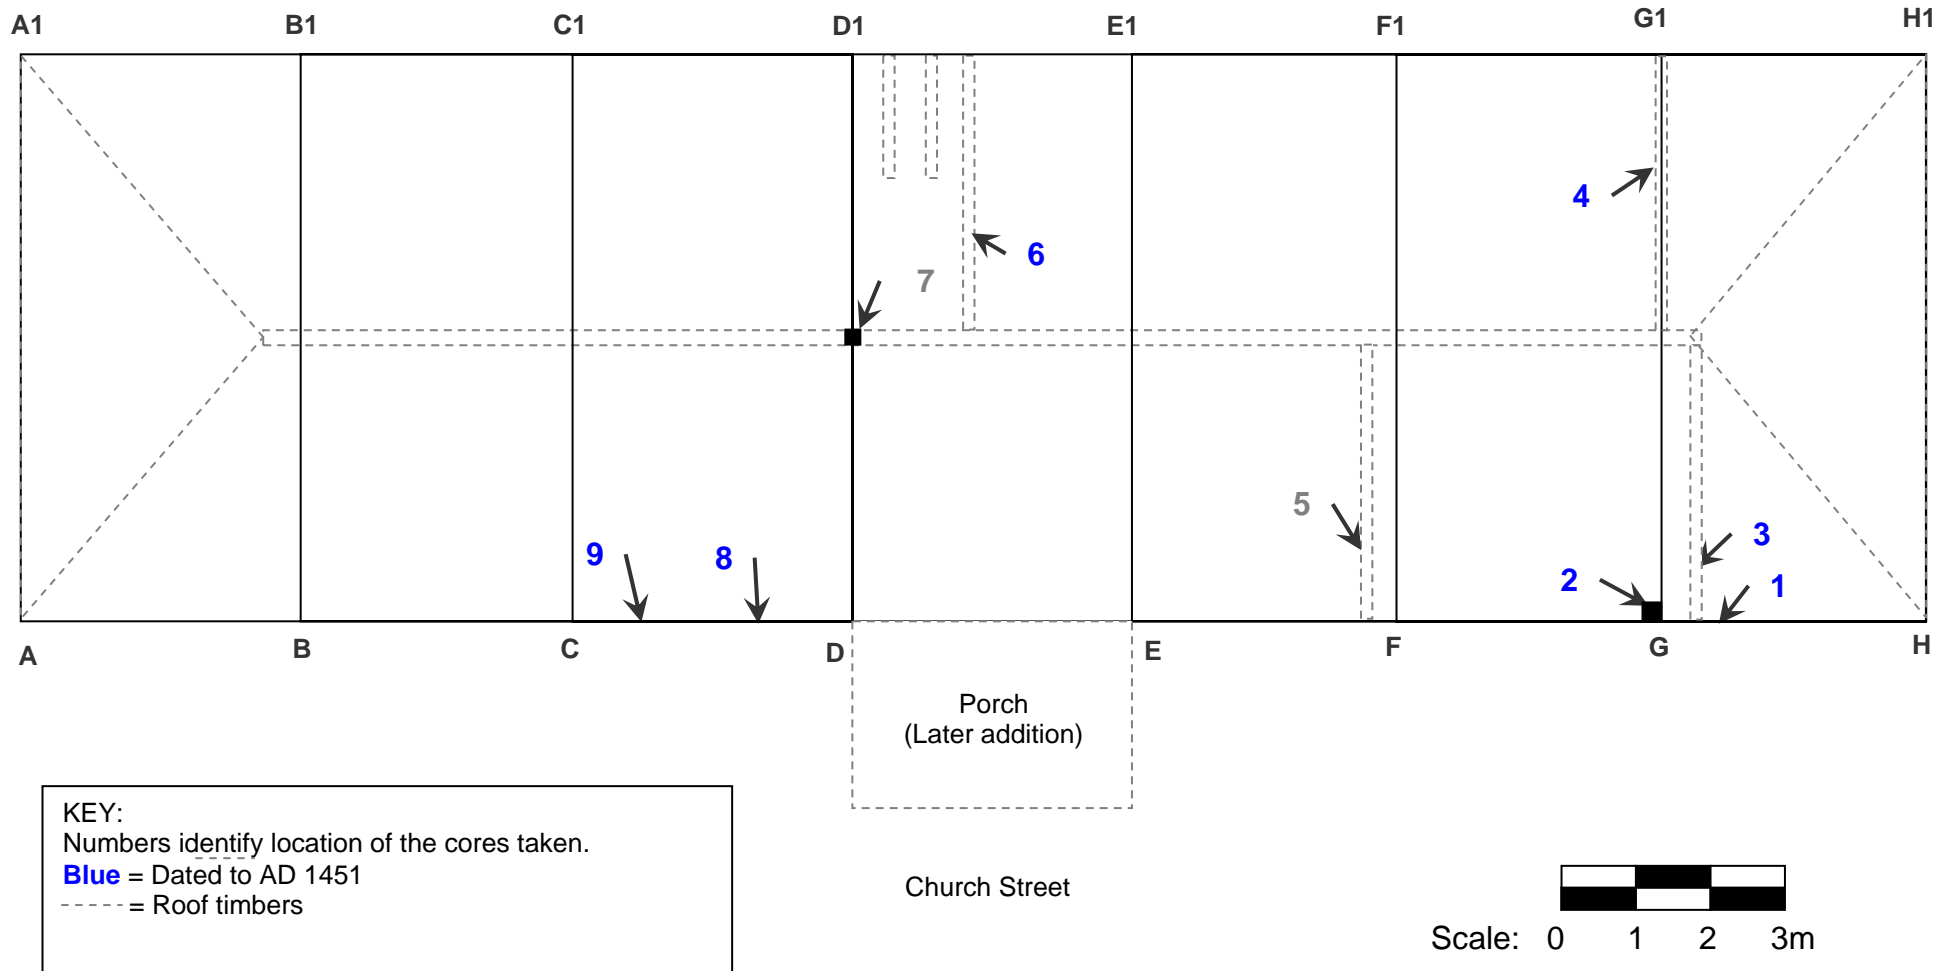 A1 B1 C1 D1 E1 F1 G1 H1
4
6
7
5
3
9 8 2 1
A B C D E F G H
Porch
(Later addition)
KEY:
Numbers identify location of the cores taken.
Blue = Dated to AD 1451
= Roof timbers
Church Street
Scale: 0 1 2 3m